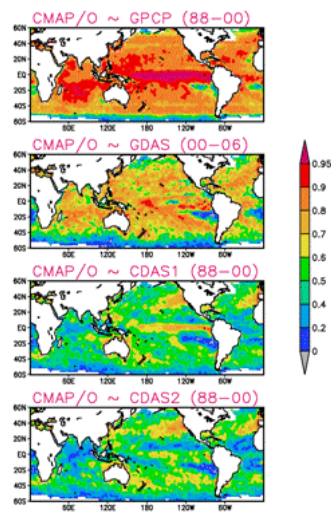 CMAP/O ~ GPCP (88-00)
60N
40N
20N
EQ
20S
40S
60S
60E 120E 180 120W 60W
CMAP/O ~ GDAS (00-06)
60N
40N
20N
EQ
20S
40S
60S
60E 120E 180 120W 60W
CMAP/O ~ CDAS1 (88-00)
60N
40N
20N
EQ
20S
40S
60S
60E 120E 180 120W 60W
CMAP/O ~ CDAS2 (88-00)
60N
40N
20N
EQ
20S
40S
60S
60E 120E 180 120W 60W
0.95
0.9
0.8
0.7
0.6
0.5
0.4
0.2
0